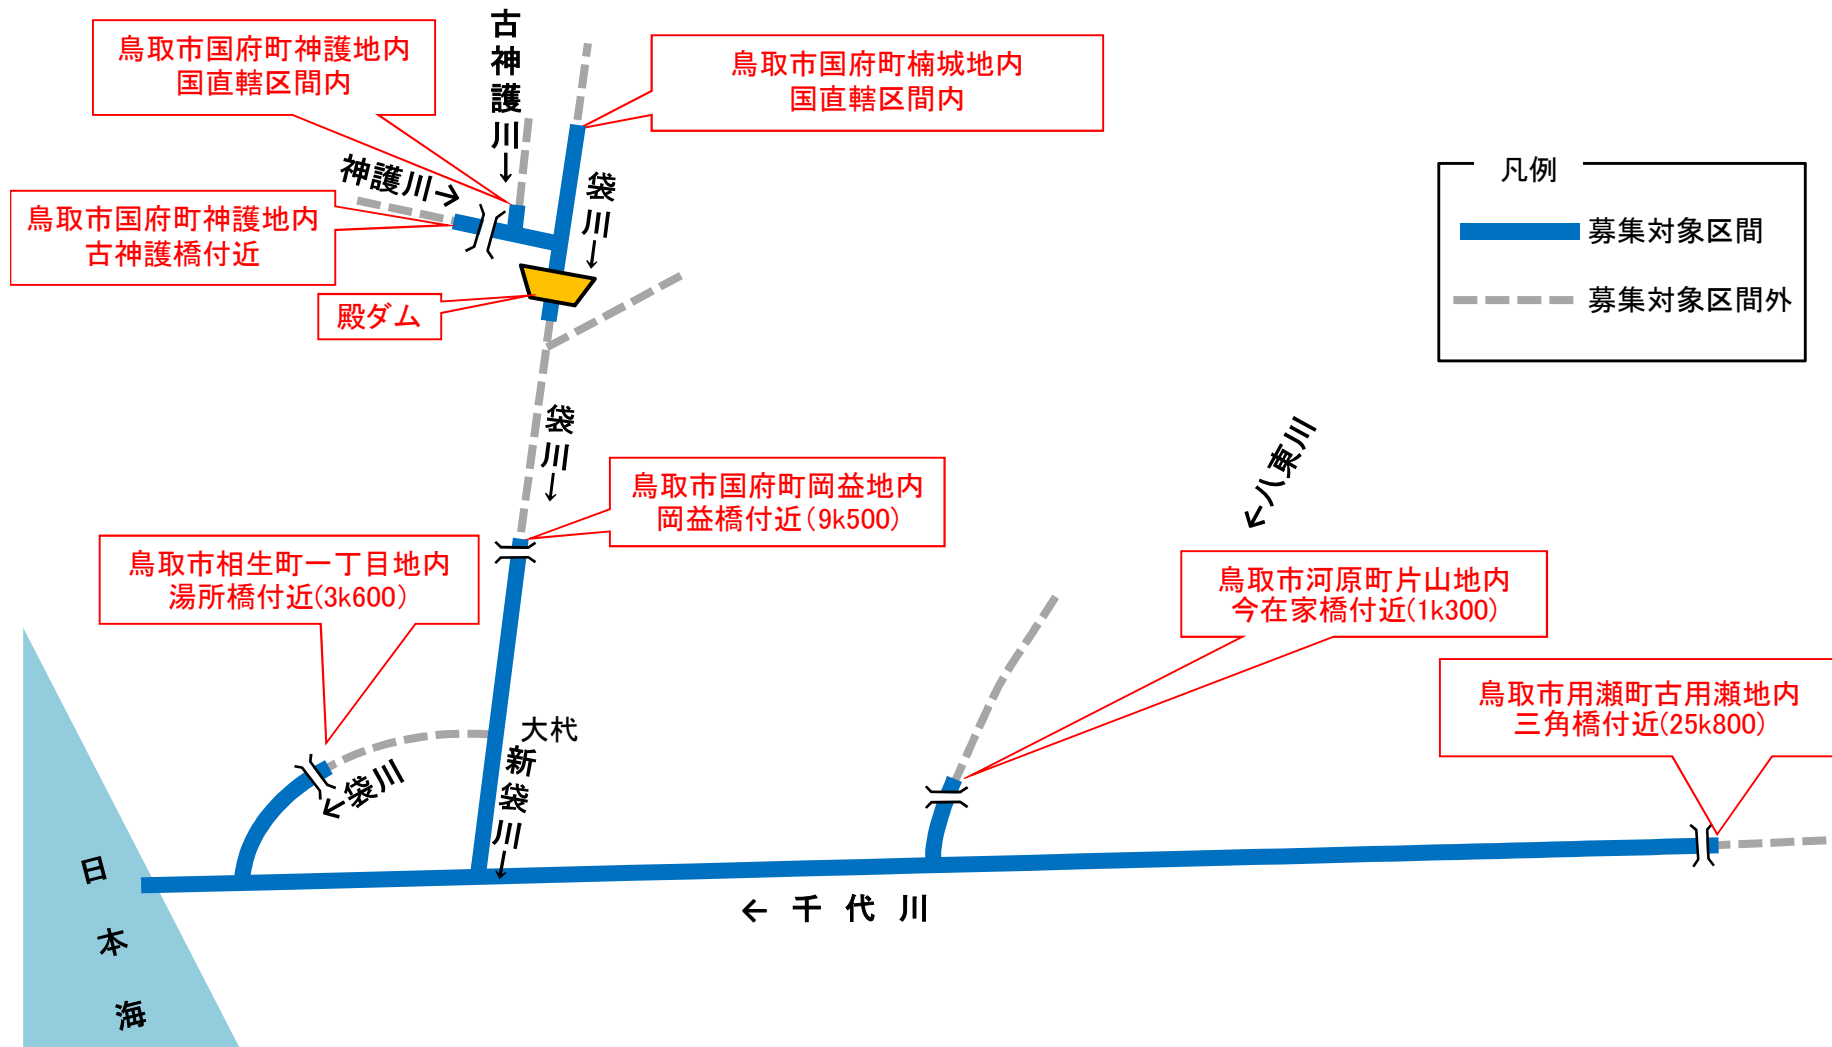 鳥取市国府町神護地内
国直轄区間内
古神護川→
鳥取市国府町楠城地内
国直轄区間内
神護川→
袋川→
鳥取市国府町神護地内
古神護橋付近
殿ダム
凡例
募集対象区間
募集対象区間外
袋川→
鳥取市国府町岡益地内
岡益橋付近(9k500)
←八東川
鳥取市相生町一丁目地内
湯所橋付近(3k600)
鳥取市河原町片山地内
今在家橋付近(1k300)
鳥取市用瀬町古用瀬地内
三角橋付近(25k800)
大杙
新袋川→
←袋川
← 千代川
日本海